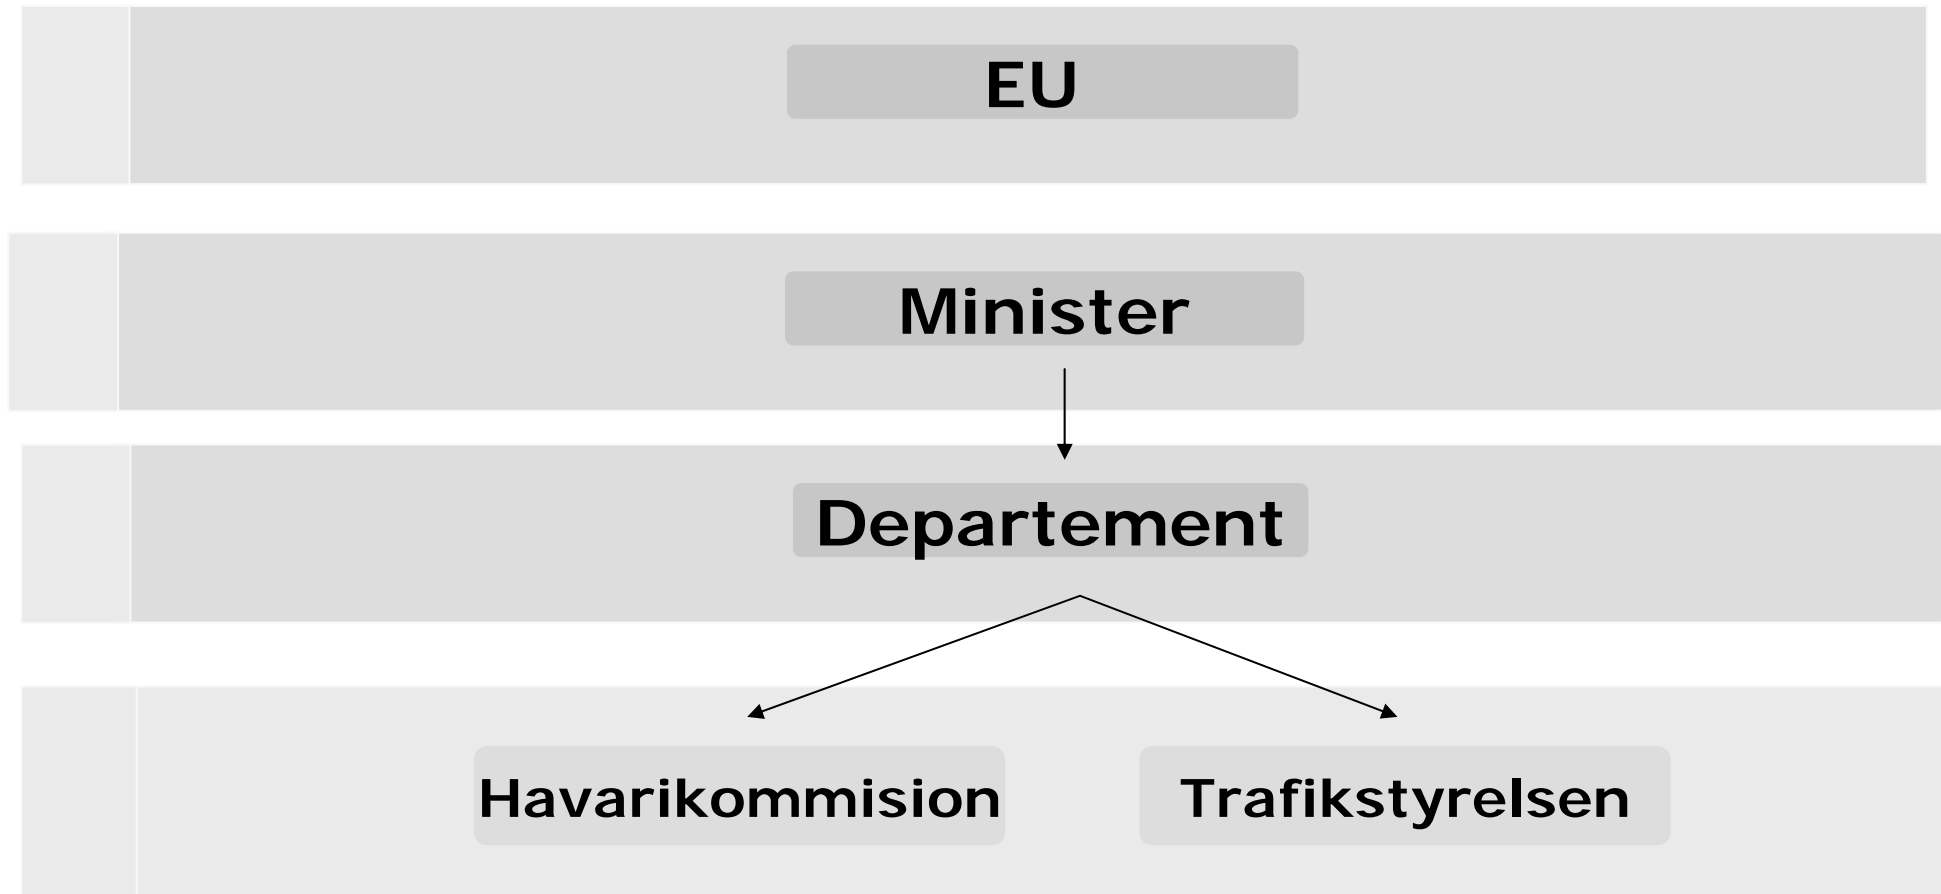 EU
Minister
Departement
Havarikommision
Trafikstyrelsen